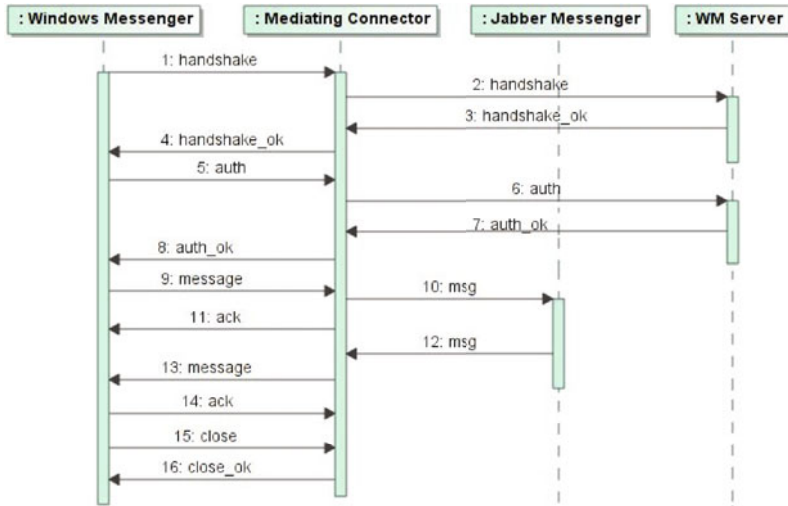 : Windows Messenger
: Mediating Connector
: Jabber Messenger
: WM Server
1: handshake
2: handshake
3: handshake_ok
4: handshake_ok
5: auth
6: auth
7: auth_ok
8: auth_ok
9: message
10: msg
11: ack
12: msg
13: message
14: ack
15: close
16: close_ok